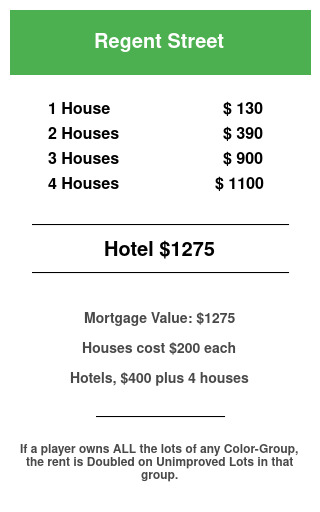 Regent Street
1 House $ 130
2 Houses $ 390
3 Houses $ 900
4 Houses $ 1100
Hotel $1275
Mortgage Value: $1275
Houses cost $200 each
Hotels, $400 plus 4 houses
If a player owns ALL the lots of any Color-Group,
the rent is Doubled on Unimproved Lots in that
group.